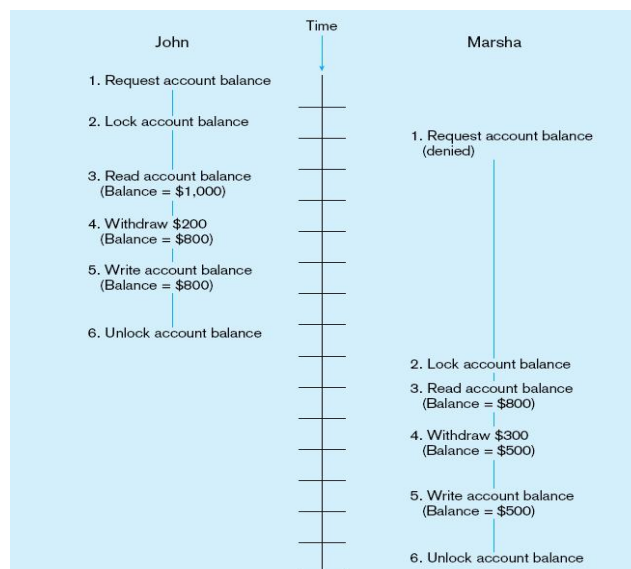 Time
John
Marsha
1. Request account balance
2. Lock account balance
1. Request account balance
(denied)
3. Read account balance
(Balance = $1,000)
4. Withdraw $200
(Balance = $800)
5. Write account balance
(Balance = $800)
6. Unlock account balance
2. Lock account balance
3. Read account balance
(Balance = $800)
4. Withdraw $300
(Balance = $500)
5. Write account balance
(Balance = $500)
6. Unlock account balance